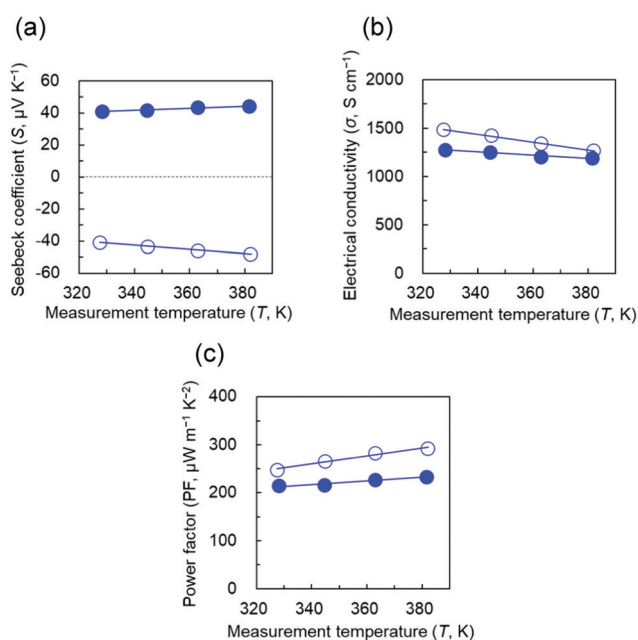 (a)
Seebeck coefficient (S, µV K⁻¹)
60
40
20
0
-20
-40
-60
320 340 360 380
Measurement temperature (T, K)
(b)
Electrical conductivity (σ, S cm⁻¹)
2000
1500
1000
500
0
320 340 360 380
Measurement temperature (T, K)
(c)
Power factor (PF, µW m⁻¹ K⁻²)
400
300
200
100
0
320 340 360 380
Measurement temperature (T, K)